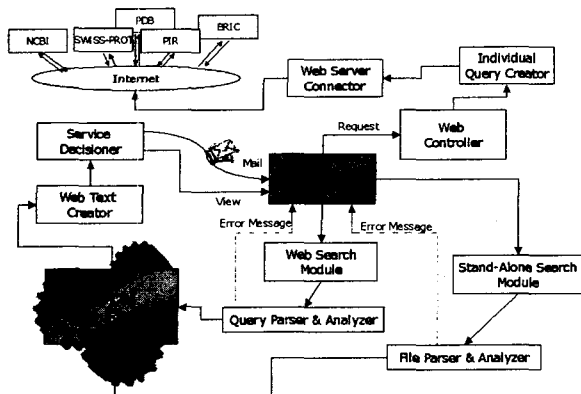 PDB
BRIC
NCBI
SWISS-PROT
PIR
Internet
Web Server
Connector
Individual
Query Creator
Service
Decisioner
Mail
Request
Web
Controller
View
Web Text
Creator
Error Message
Error Message
Web Search
Module
Stand-Alone Search
Module
Query Parser & Analyzer
File Parser & Analyzer